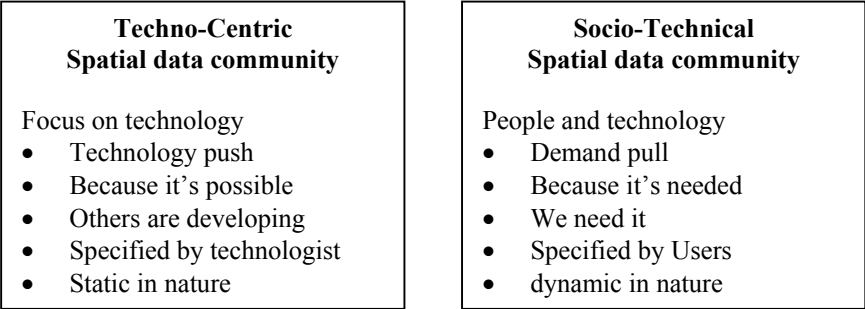 Techno-Centric
Spatial data community
Focus on technology
• Technology push
• Because it’s possible
• Others are developing
• Specified by technologist
• Static in nature
Socio-Technical
Spatial data community
People and technology
• Demand pull
• Because it’s needed
• We need it
• Specified by Users
• dynamic in nature